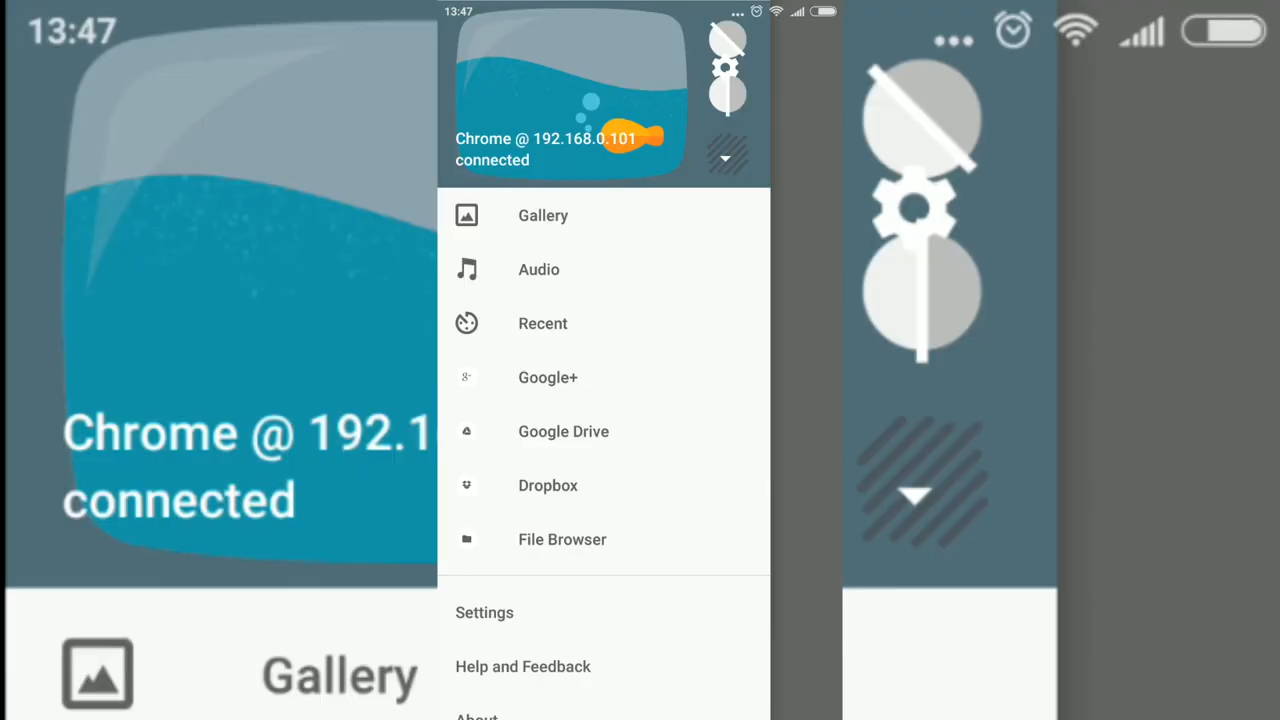 13:47
Chrome @ 192.1
connected
Gallery
13:47
Chrome @ 192.168.0.101
connected
Gallery
Audio
Recent
Google+
Google Drive
Dropbox
File Browser
Settings
Help and Feedback
About